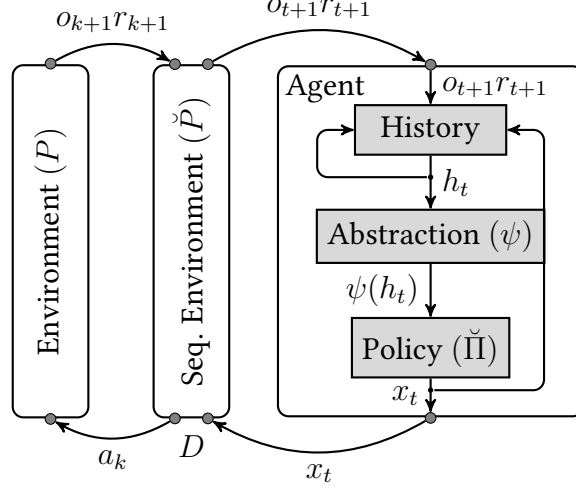 o_{k+1}r_{k+1}
o_{t+1}r_{t+1}
Environment (P)
Seq. Environment (P̆)
Agent
o_{t+1}r_{t+1}
History
h_t
Abstraction (ψ)
ψ(h_t)
Policy (Π̆)
x_t
a_k
D
x_t